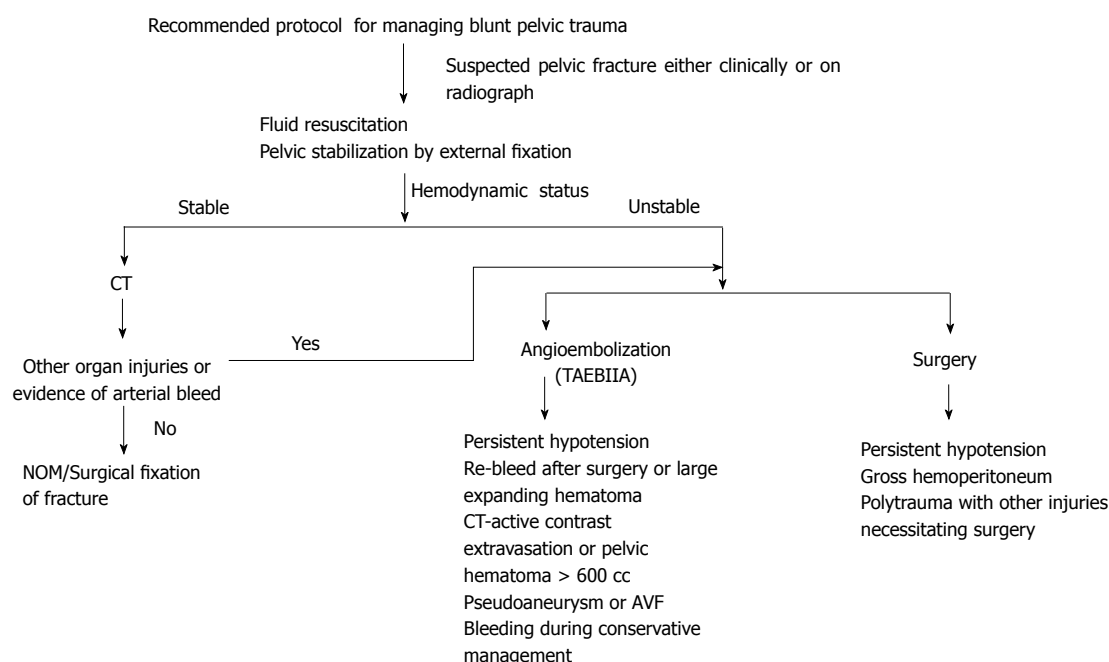 Recommended protocol for managing blunt pelvic trauma
Suspected pelvic fracture either clinically or on
radiograph
Fluid resuscitation
Pelvic stabilization by external fixation
Hemodynamic status
Stable
Unstable
CT
Yes
Other organ injuries or
evidence of arterial bleed
No
NOM/Surgical fixation
of fracture
Angioembolization
(TAEBIIA)
Persistent hypotension
Re-bleed after surgery or large
expanding hematoma
CT-active contrast
extravasation or pelvic
hematoma > 600 cc
Pseudoaneurysm or AVF
Bleeding during conservative
management
Surgery
Persistent hypotension
Gross hemoperitoneum
Polytrauma with other injuries
necessitating surgery